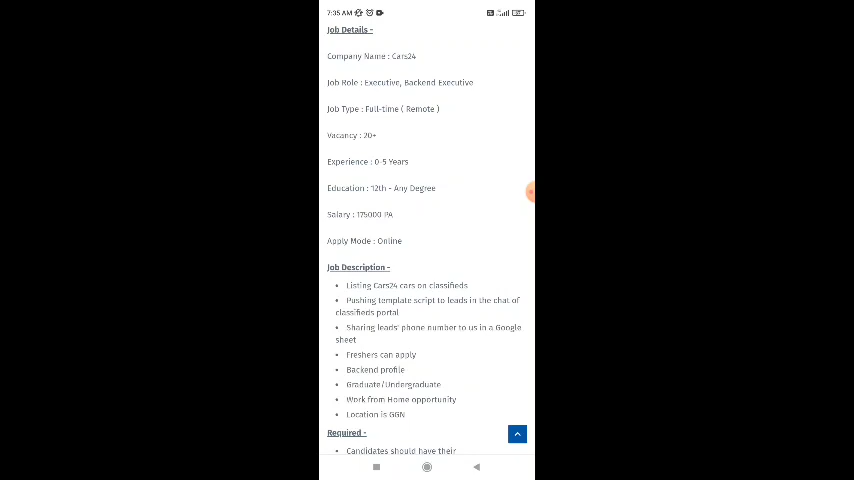 7:35 AM
Job Details -
Company Name : Cars24
Job Role : Executive, Backend Executive
Job Type : Full-time ( Remote )
Vacancy : 20+
Experience : 0-5 Years
Education : 12th - Any Degree
Salary : 175000 PA
Apply Mode : Online
Job Description -
• Listing Cars24 cars on classifieds
• Pushing template script to leads in the chat of
classifieds portal
• Sharing leads' phone number to us in a Google
sheet
• Freshers can apply
• Backend profile
• Graduate/Undergraduate
• Work from Home opportunity
• Location is GGN
Required -
• Candidates should have their